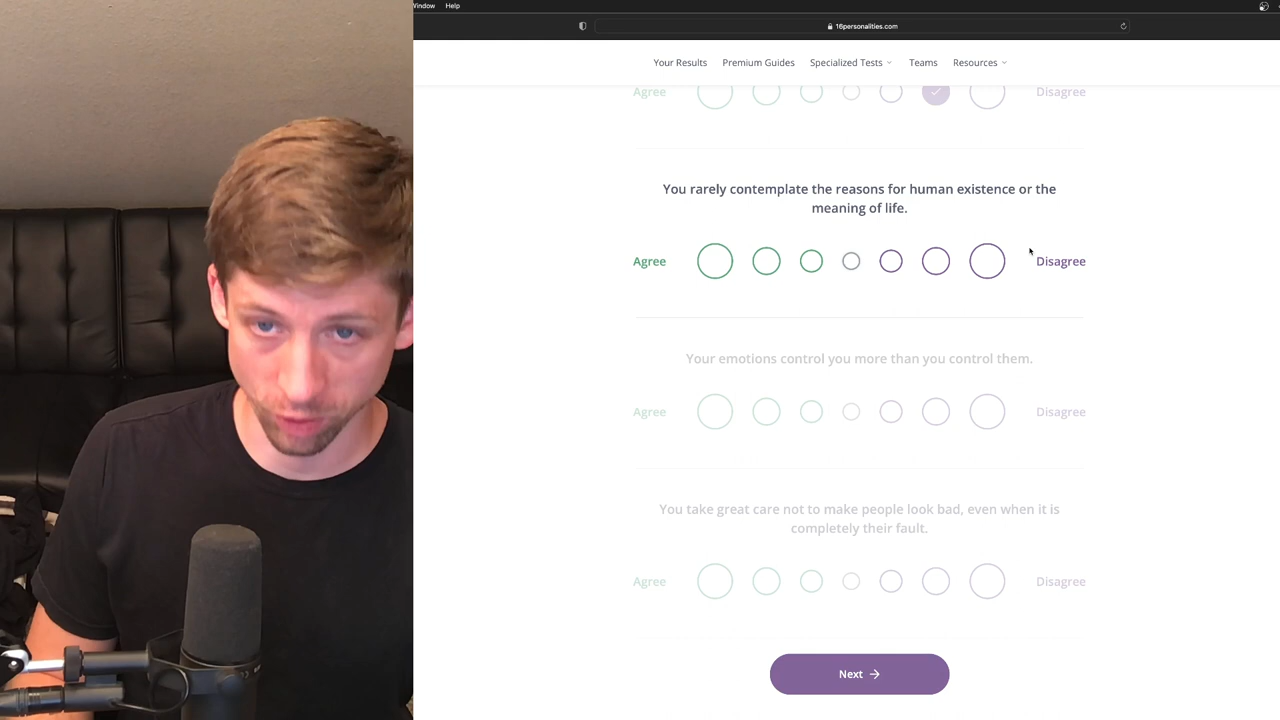 Window Help
16personalities.com
Your Results Premium Guides Specialized Tests Teams Resources
Agree Disagree
You rarely contemplate the reasons for human existence or the
meaning of life.
Agree Disagree
Your emotions control you more than you control them.
Agree Disagree
You take great care not to make people look bad, even when it is
completely their fault.
Agree Disagree
Next →